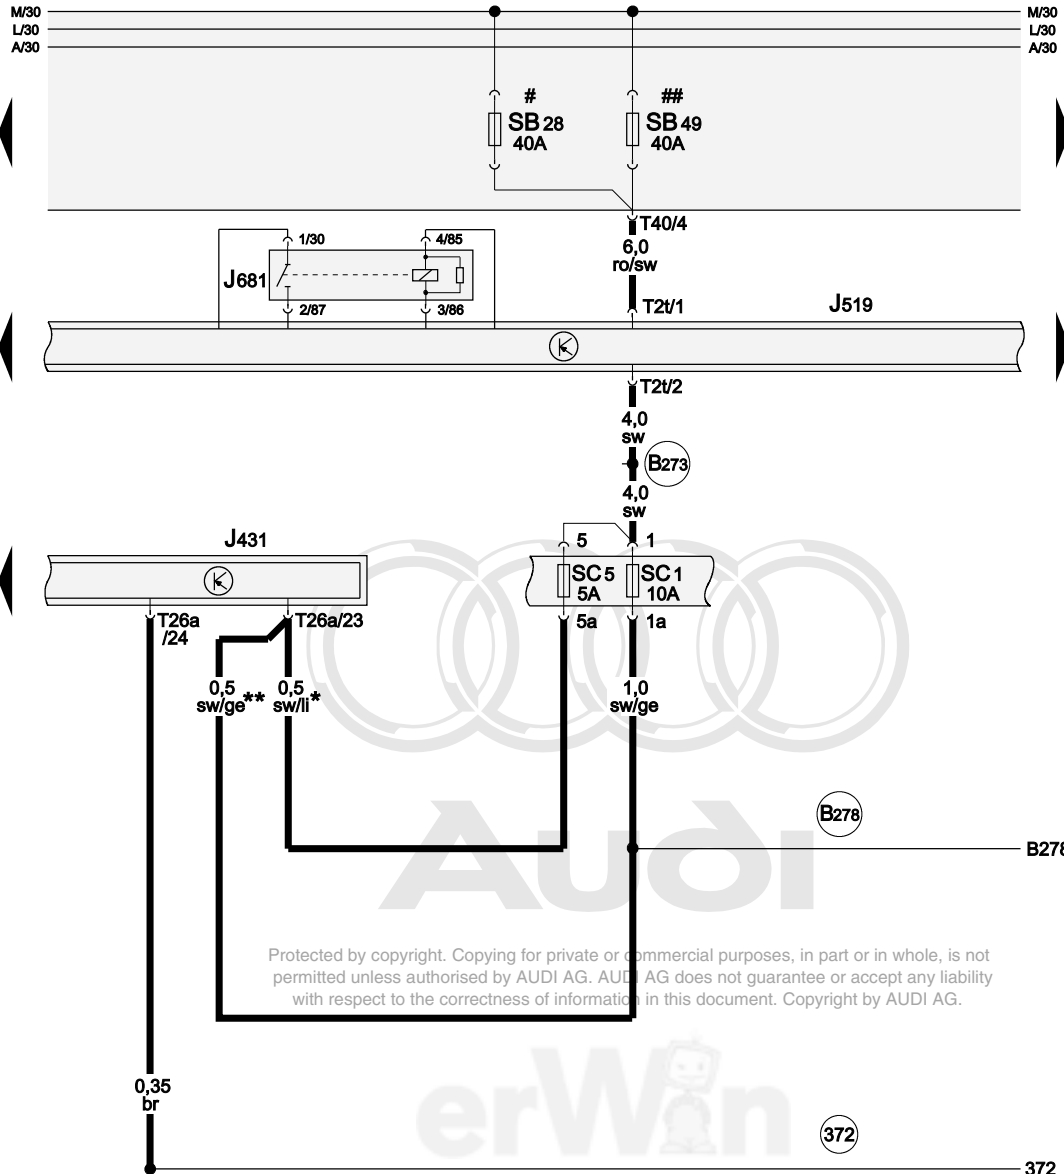 M/30
M/30
L/30
L/30
A/30
A/30
#
##
SB 28
SB 49
40A
40A
T40/4
1/30
4/85
6,0
ro/sw
J681
2/87
3/86
T2t/1
J519
T2t/2
4,0
sw
B273
4,0
sw
J431
5
1
SC 5
SC 1
5A
10A
T26a
/24
T26a/23
5a
1a
0,5
sw/ge**
0,5
sw/li*
1,0
sw/ge
B278
B278
Audi
Protected by copyright. Copying for private or commercial purposes, in part or in whole, is not
permitted unless authorised by AUDI AG. AUDI AG does not guarantee or accept any liability
with respect to the correctness of information in this document. Copyright by AUDI AG.
erWin
0,35
br
372
372